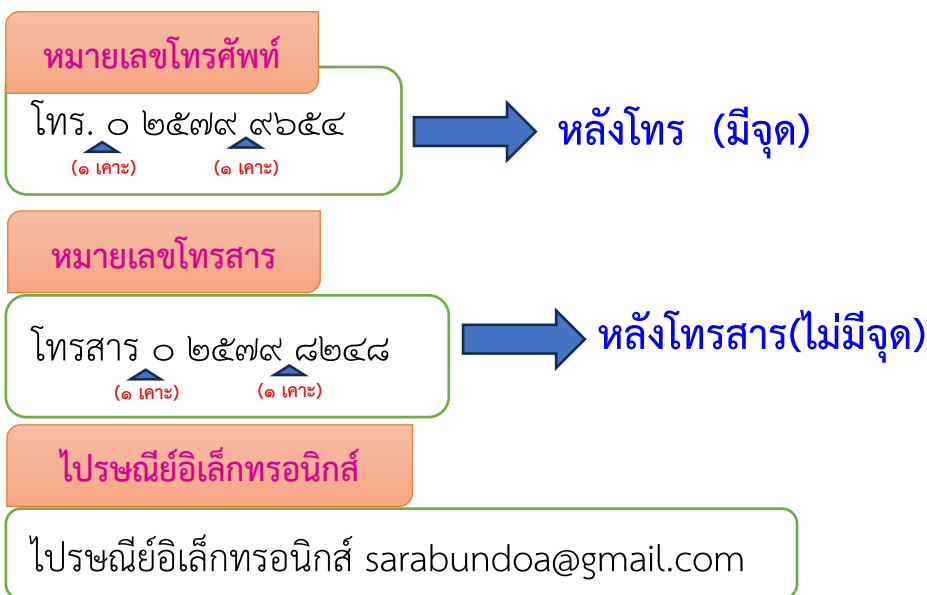 หมายเลขโทรศัพท์
โทร. ๐ ๒๕๗๙ ๙๖๕๔
(๑ เคาะ) (๑ เคาะ)
หลังโทร (มีจุด)
หมายเลขโทรสาร
โทรสาร ๐ ๒๕๗๙ ๘๒๔๘
(๑ เคาะ) (๑ เคาะ)
หลังโทรสาร(ไม่มีจุด)
ไปรษณีย์อิเล็กทรอนิกส์
ไปรษณีย์อิเล็กทรอนิกส์ sarabundoa@gmail.com